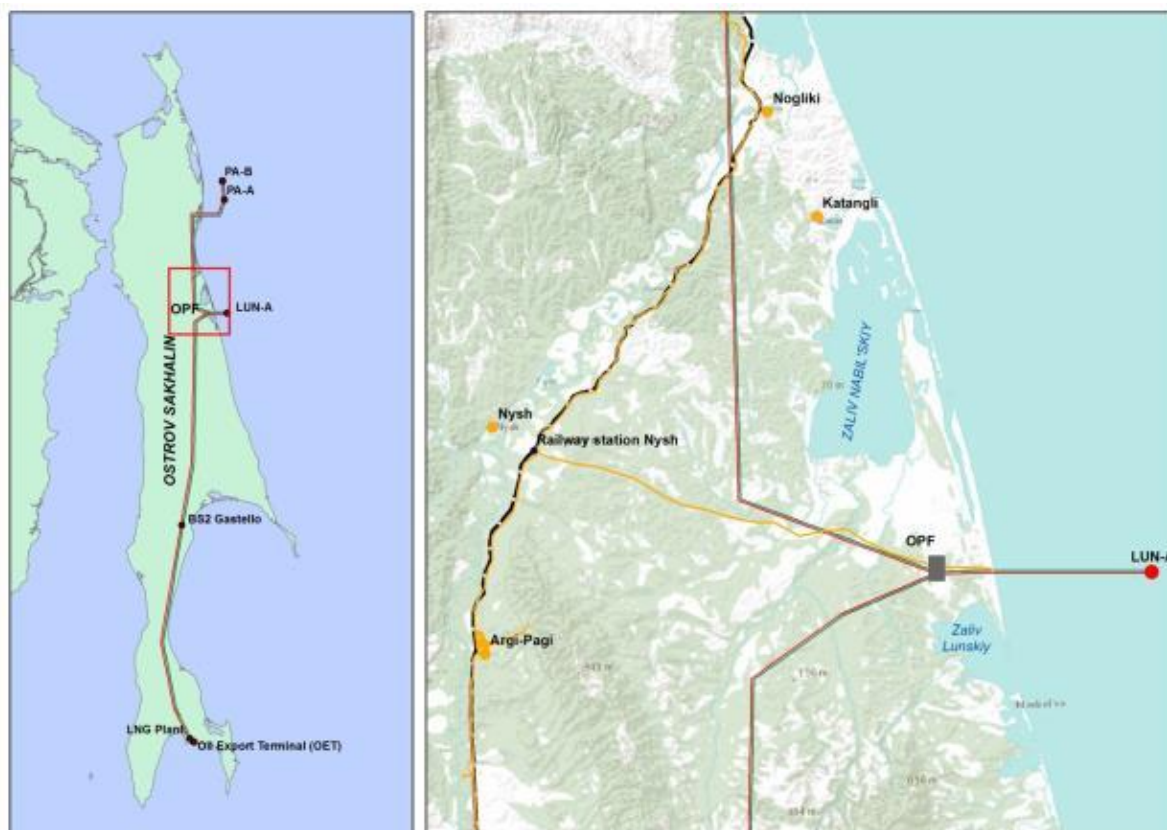 PA-B
PA-A
OPF
LUN-A
OSTROV SAKHALIN
BS2 Gastello
LNG Plant
Oil Export Terminal (OET)
Nogliki
Katangli
ZALIV NABIL'SKIY
Nysh
Railway station Nysh
OPF
LUN-A
Argi-Pagi
Zaliv
Lunskiy